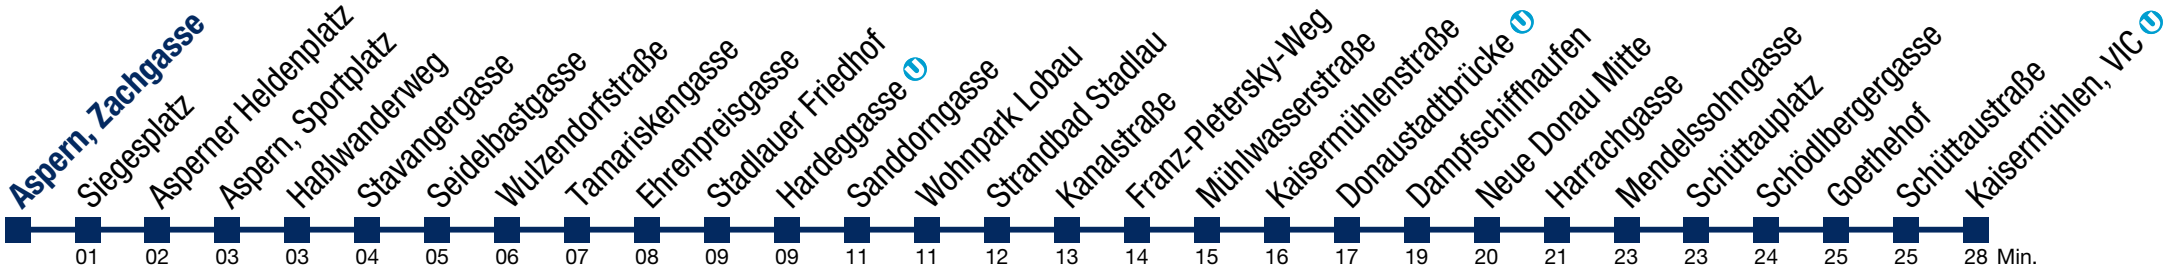 Aspern, Zachgasse
Siegesplatz
Asperner Heldenplatz
Aspern, Sportplatz
Haßlwanderweg
Stavangergasse
Seidelbastgasse
Wulzendorfstraße
Tamariskengasse
Ehrenpreisgasse
Stadlauer Friedhof
Hardeggasse U
Sanddorngasse
Wohnpark Lobau
Strandbad Stadlau
Kanalstraße
Franz-Pletersky-Weg
Mühlwasserstraße
Kaisermühlenstraße
Donaustadtbrücke U
Dampfschiffhaufen
Neue Donau Mitte
Harrachgasse
Mendelssohngasse
Schüttauplatz
Schödlbergergasse
Goethehof
Schüttaustraße
Kaisermühlen, VIC U
01 02 03 03 04 05 06 07 08 09 09 11 11 12 13 14 15 16 17 19 20 21 23 23 24 25 25 28 Min.